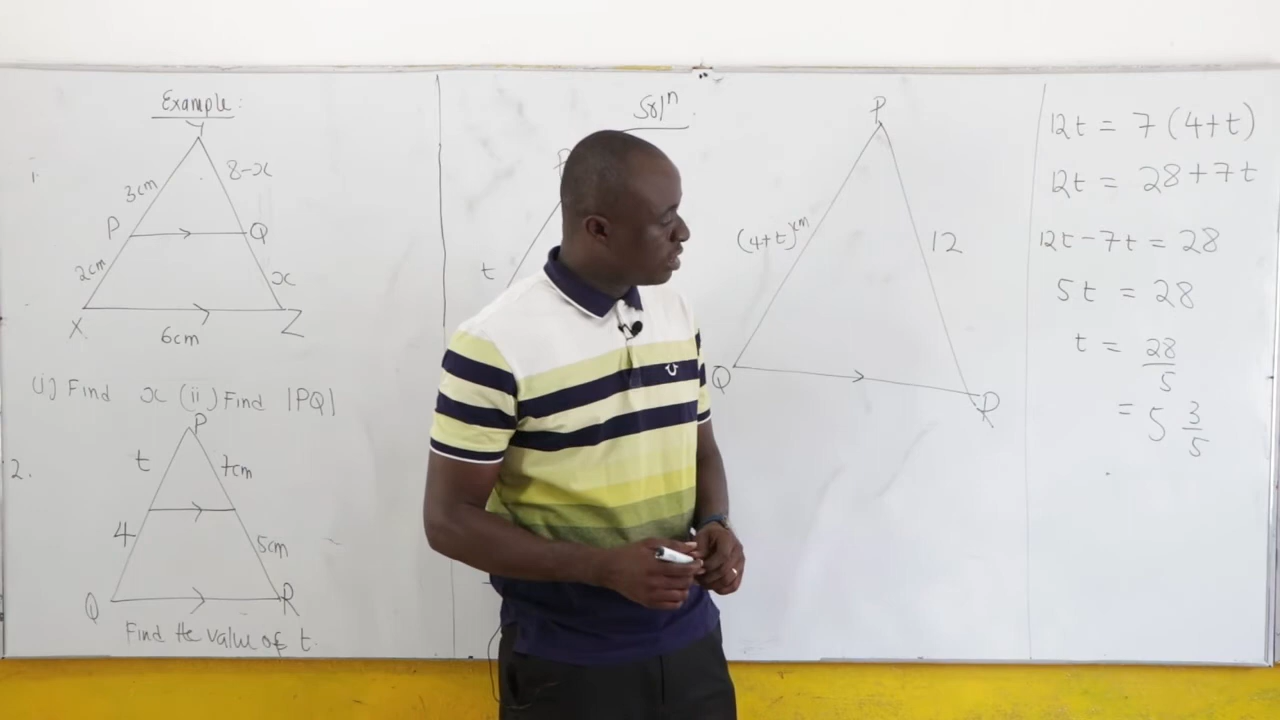 Example:
1.
Y
3cm
8-x
P
Q
2cm
x
X
Z
6cm
(i) Find x (ii) Find |PQ|
2.
P
t
7cm
4
5cm
Q
R
Find the value of t.
Solⁿ
P
t
P
(4+t)cm
12
Q
R
12t = 7(4+t)
12t = 28+7t
12t-7t = 28
5t = 28
t = 28/5
= 5 3/5